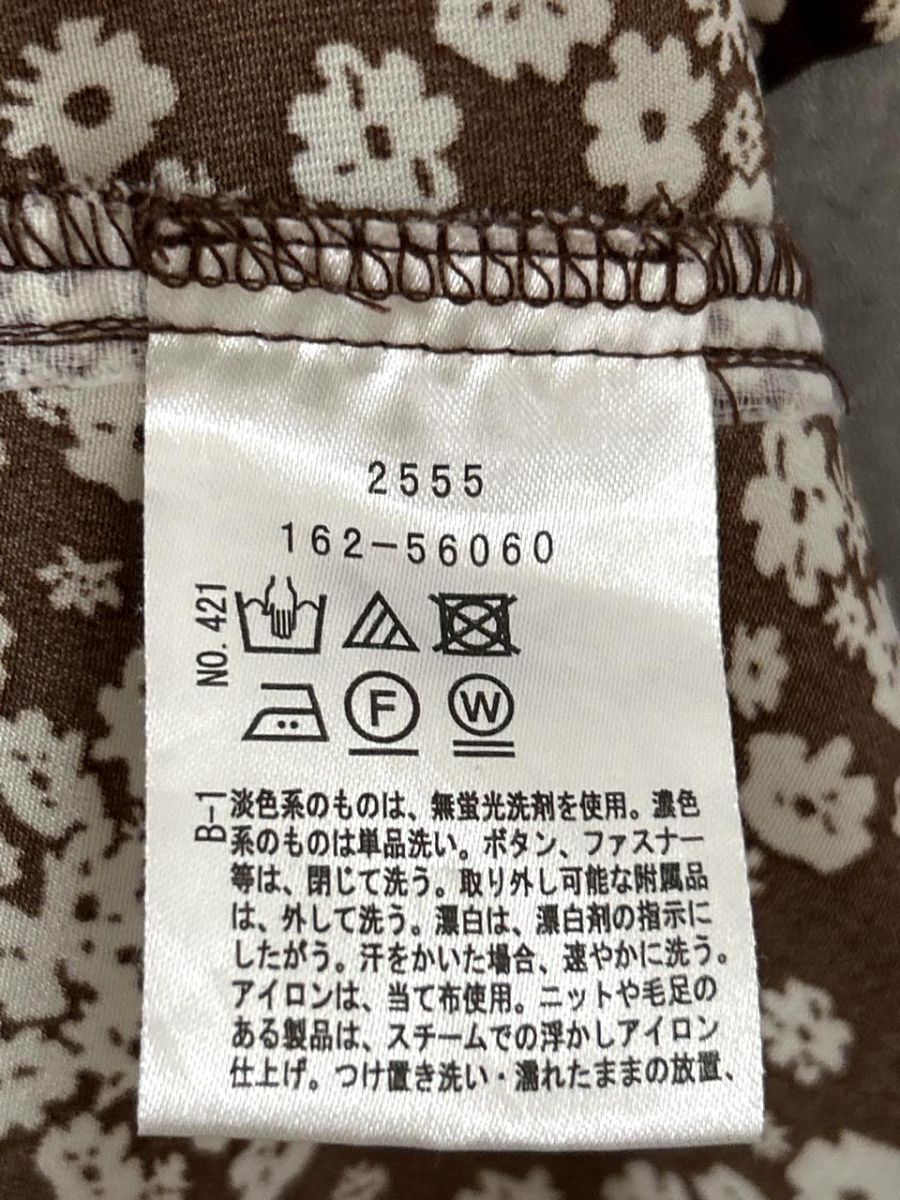 2555
162-56060
NO. 421
F
W
B-1
淡色系のものは、無蛍光洗剤を使用。濃色
系のものは単品洗い。ボタン、ファスナー
等は、閉じて洗う。取り外し可能な附属品
は、外して洗う。漂白は、漂白剤の指示に
したがう。汗をかいた場合、速やかに洗う。
アイロンは、当て布使用。ニットや毛足の
ある製品は、スチームでの浮かしアイロン
仕上げ。つけ置き洗い・濡れたままの放置、